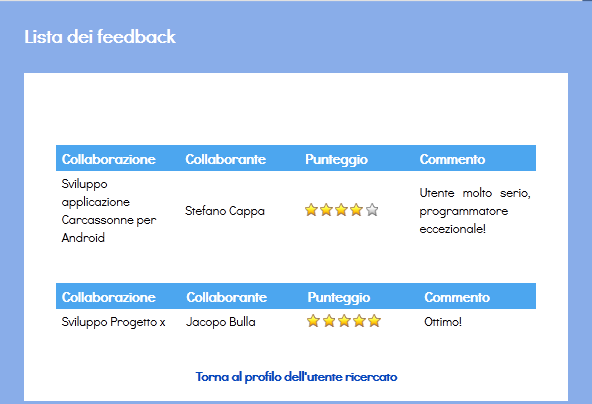 Lista dei feedback
Collaborazione Collaborante Punteggio Commento
Sviluppo
applicazione
Carcassonne per
Android
Stefano Cappa
Utente molto serio,
programmatore
eccezionale!
Collaborazione Collaborante Punteggio Commento
Sviluppo Progetto x Jacopo Bulla Ottimo!
Torna al profilo dell'utente ricercato